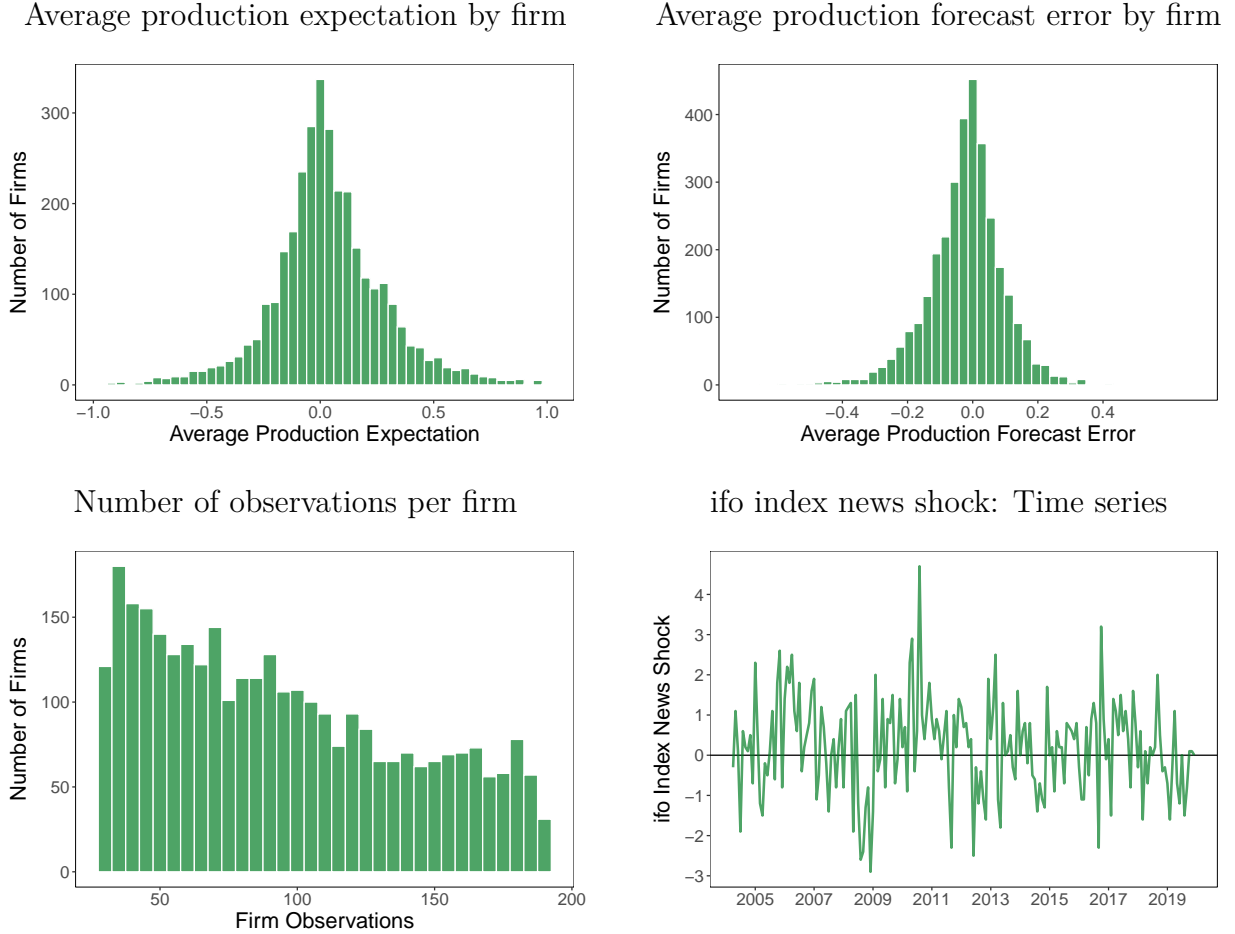 Average production expectation by firm
Average production forecast error by firm
Number of Firms
300
200
100
0
−1.0 −0.5 0.0 0.5 1.0
Average Production Expectation
Number of Firms
400
300
200
100
0
−0.4 −0.2 0.0 0.2 0.4
Average Production Forecast Error
Number of observations per firm
ifo index news shock: Time series
Number of Firms
150
100
50
0
50 100 150 200
Firm Observations
ifo Index News Shock
4
3
2
1
0
−1
−2
−3
2005 2007 2009 2011 2013 2015 2017 2019